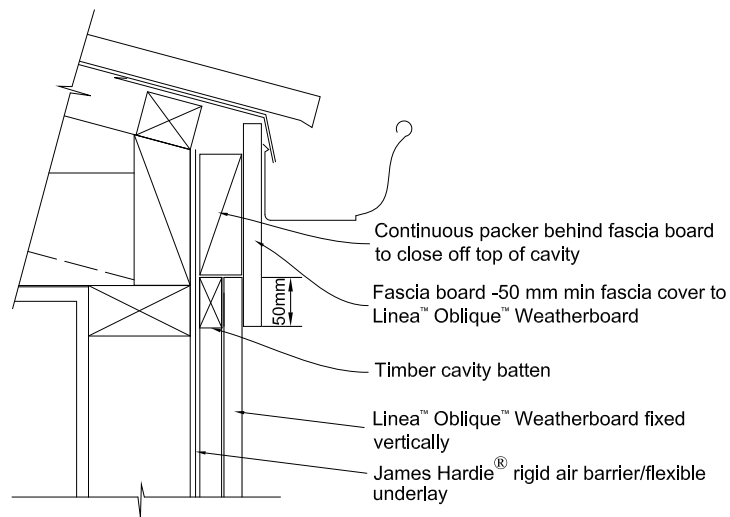 Continuous packer behind fascia board
to close off top of cavity
Fascia board -50 mm min fascia cover to
Linea™ Oblique™ Weatherboard
50mm
Timber cavity batten
Linea™ Oblique™ Weatherboard fixed
vertically
James Hardie® rigid air barrier/flexible
underlay